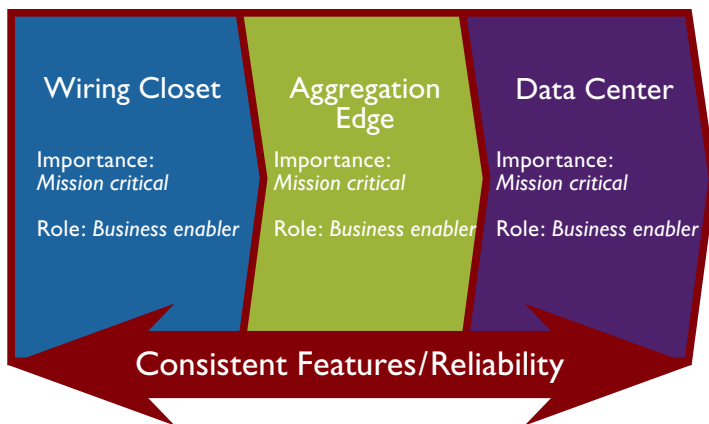 Wiring Closet
Importance:
Mission critical
Role: Business enabler
Aggregation
Edge
Importance:
Mission critical
Role: Business enabler
Data Center
Importance:
Mission critical
Role: Business enabler
Consistent Features/Reliability